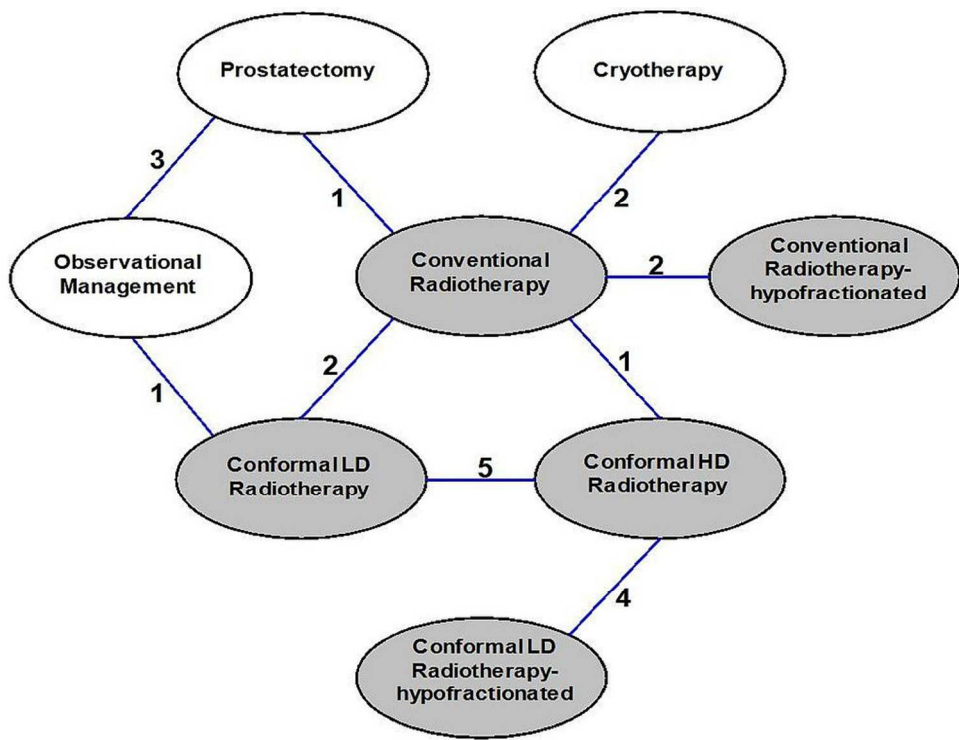 Prostatectomy
Cryotherapy
3
1
2
Observational
Management
Conventional
Radiotherapy
2
Conventional
Radiotherapy-
hypofractionated
1
2
1
Conformal LD
Radiotherapy
5
Conformal HD
Radiotherapy
4
Conformal LD
Radiotherapy-
hypofractionated